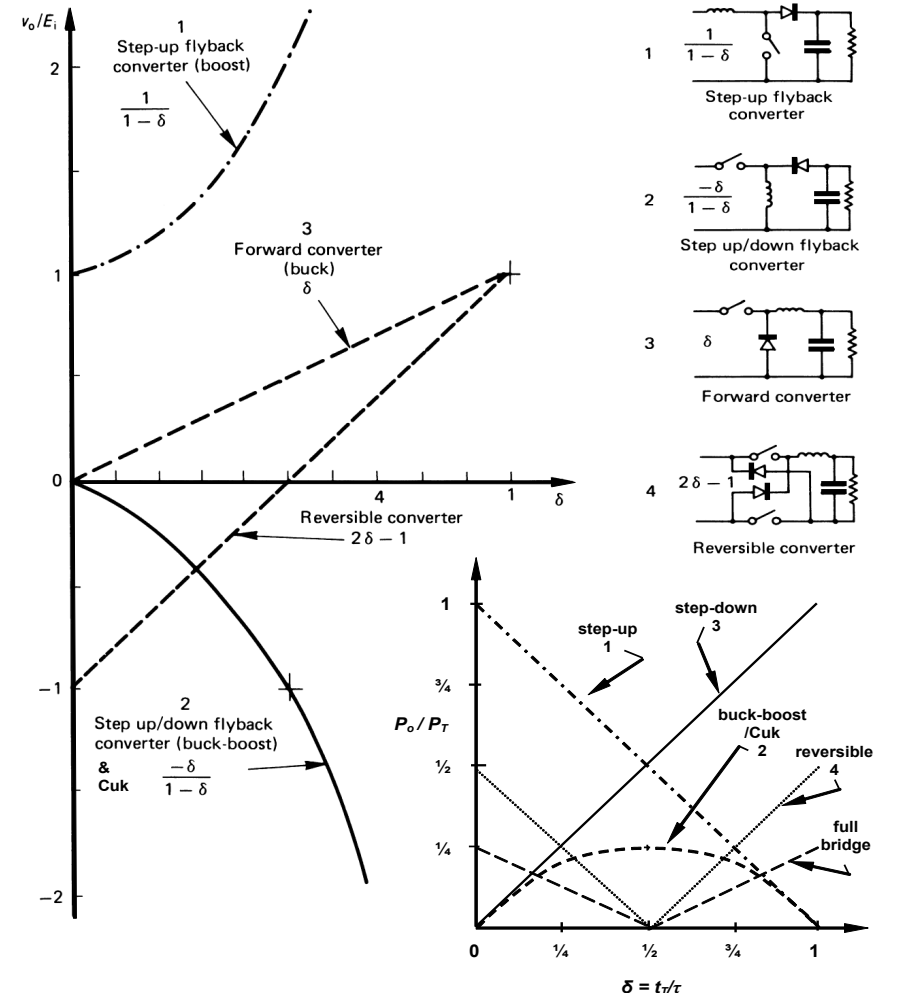 vₒ/Eᵢ
2
1
0
−1
−2
1
Step-up flyback
converter (boost)
1
1 − δ
3
Forward converter
(buck)
δ
4
1
δ
Reversible converter
2δ − 1
2
Step up/down flyback
converter (buck-boost)
&
Cuk
−δ
1 − δ
1
1
1 − δ
Step-up flyback
converter
2
−δ
1 − δ
Step up/down flyback
converter
3
δ
Forward converter
4
2δ − 1
Reversible converter
Pₒ / P_T
1
¾
½
¼
step-up
1
step-down
3
buck-boost
/Cuk
2
reversible
4
full
bridge
0
¼
½
¾
1
δ = t_T/τ